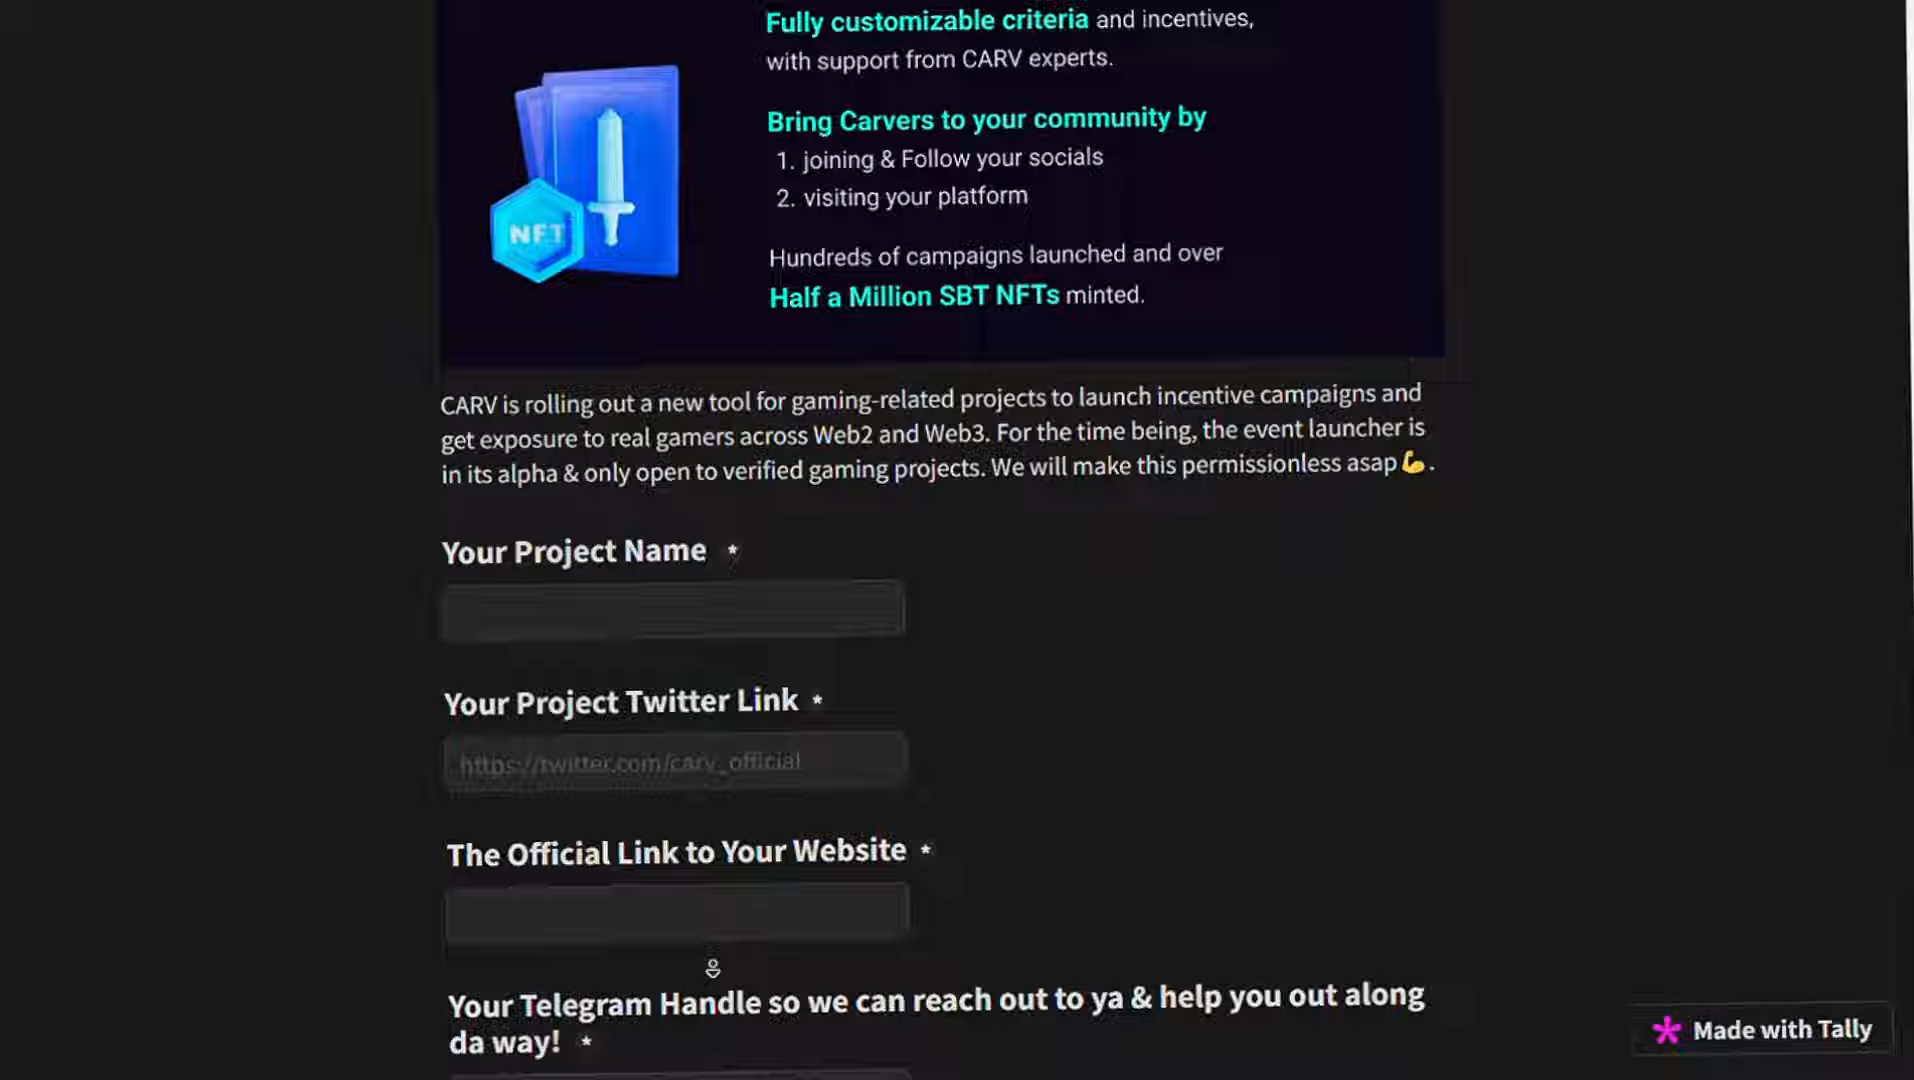 Fully customizable criteria and incentives,
with support from CARV experts.
Bring Carvers to your community by
1. joining & Follow your socials
2. visiting your platform
NFT
Hundreds of campaigns launched and over
Half a Million SBT NFTs minted.
CARV is rolling out a new tool for gaming-related projects to launch incentive campaigns and
get exposure to real gamers across Web2 and Web3. For the time being, the event launcher is
in its alpha & only open to verified gaming projects. We will make this permissionless asap💪.
Your Project Name *
Your Project Twitter Link *
https://twitter.com/carv_official
The Official Link to Your Website *
Your Telegram Handle so we can reach out to ya & help you out along
da way! *
Made with Tally